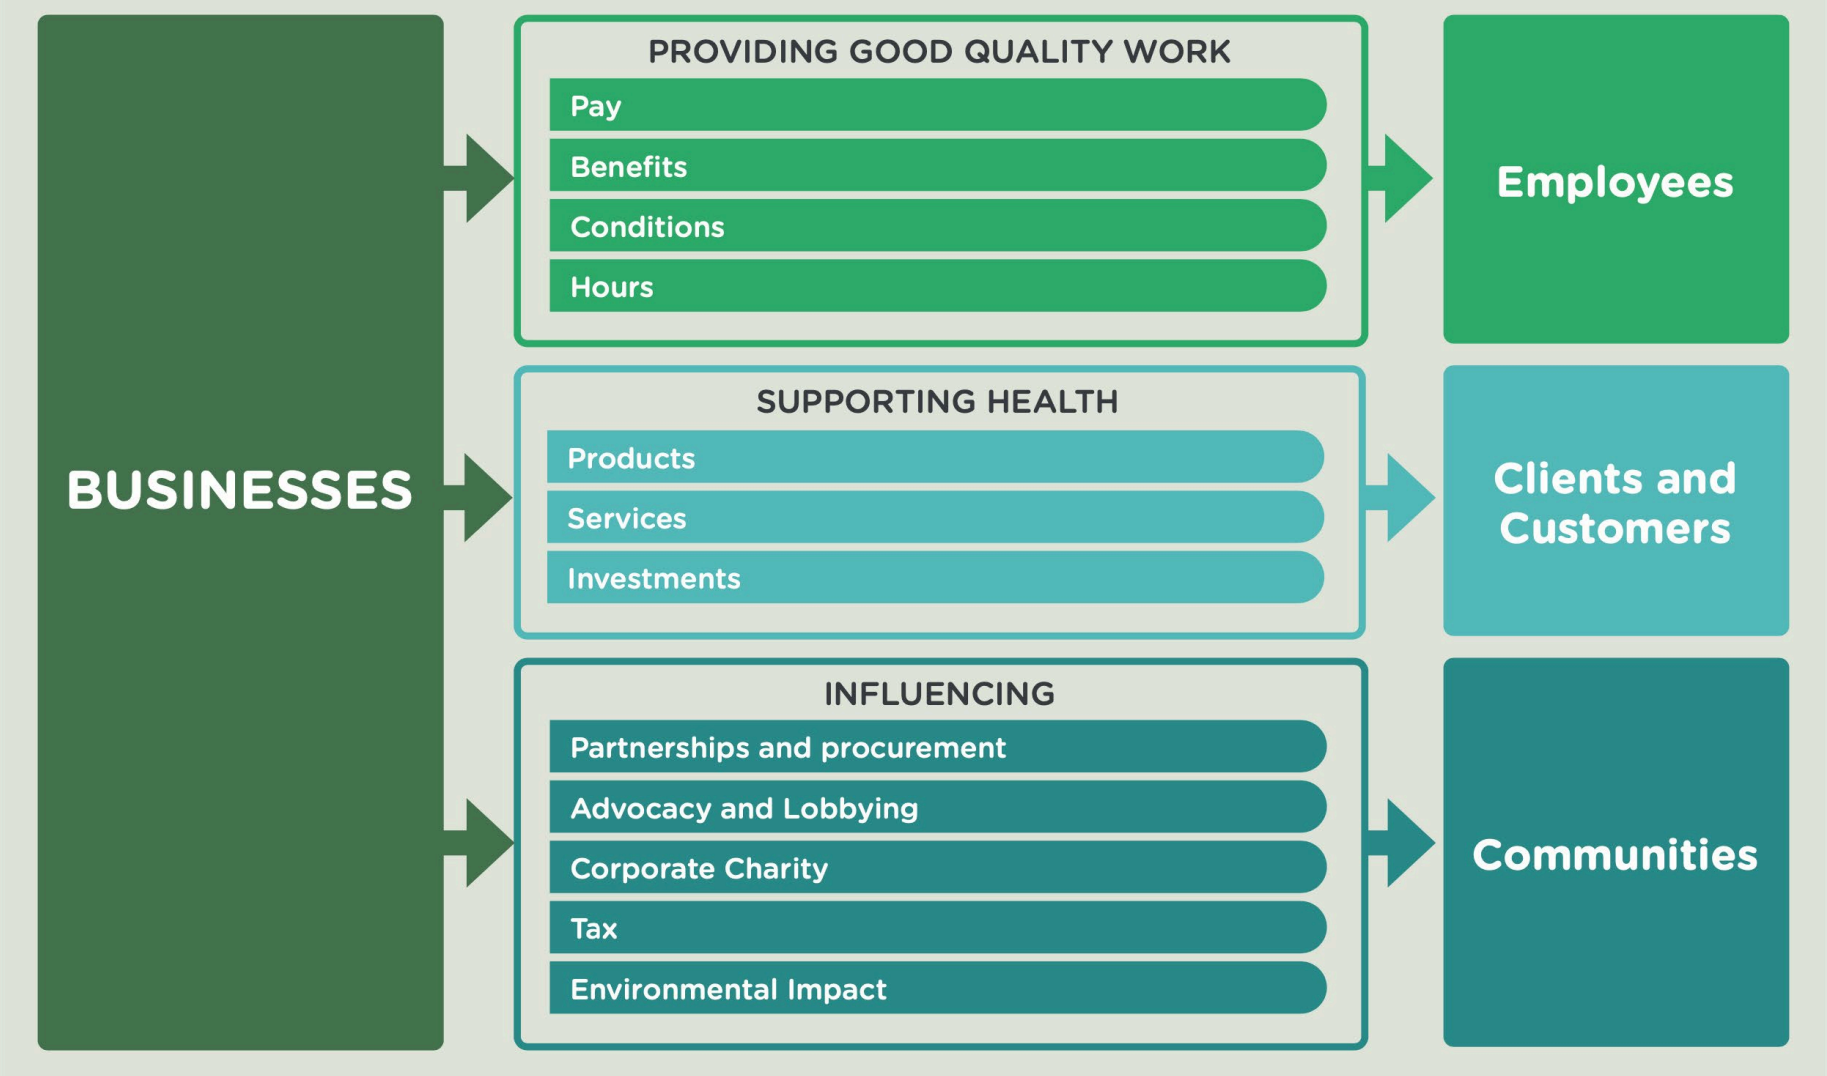 BUSINESSES
PROVIDING GOOD QUALITY WORK
Pay
Benefits
Conditions
Hours
Employees
SUPPORTING HEALTH
Products
Services
Investments
Clients and
Customers
INFLUENCING
Partnerships and procurement
Advocacy and Lobbying
Corporate Charity
Tax
Environmental Impact
Communities